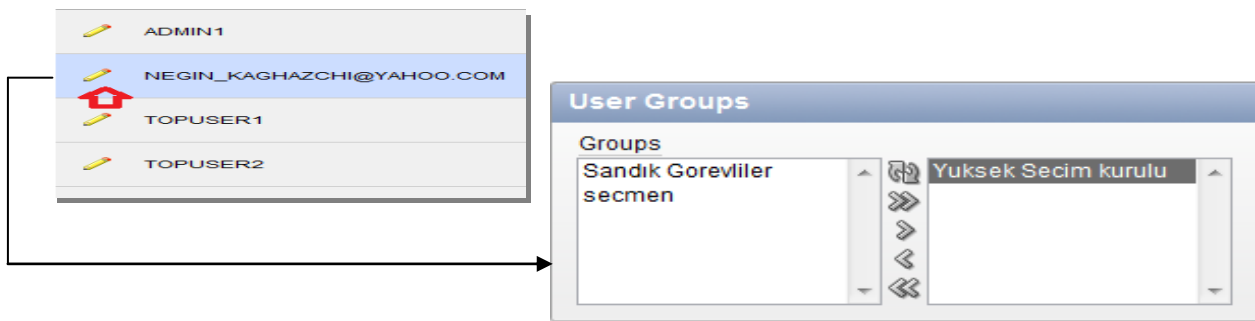 ADMIN1
NEGIN_KAGHAZCHI@YAHOO.COM
TOPUSER1
TOPUSER2
User Groups
Groups
Sandık Gorevliler
secmen
Yuksek Secim kurulu